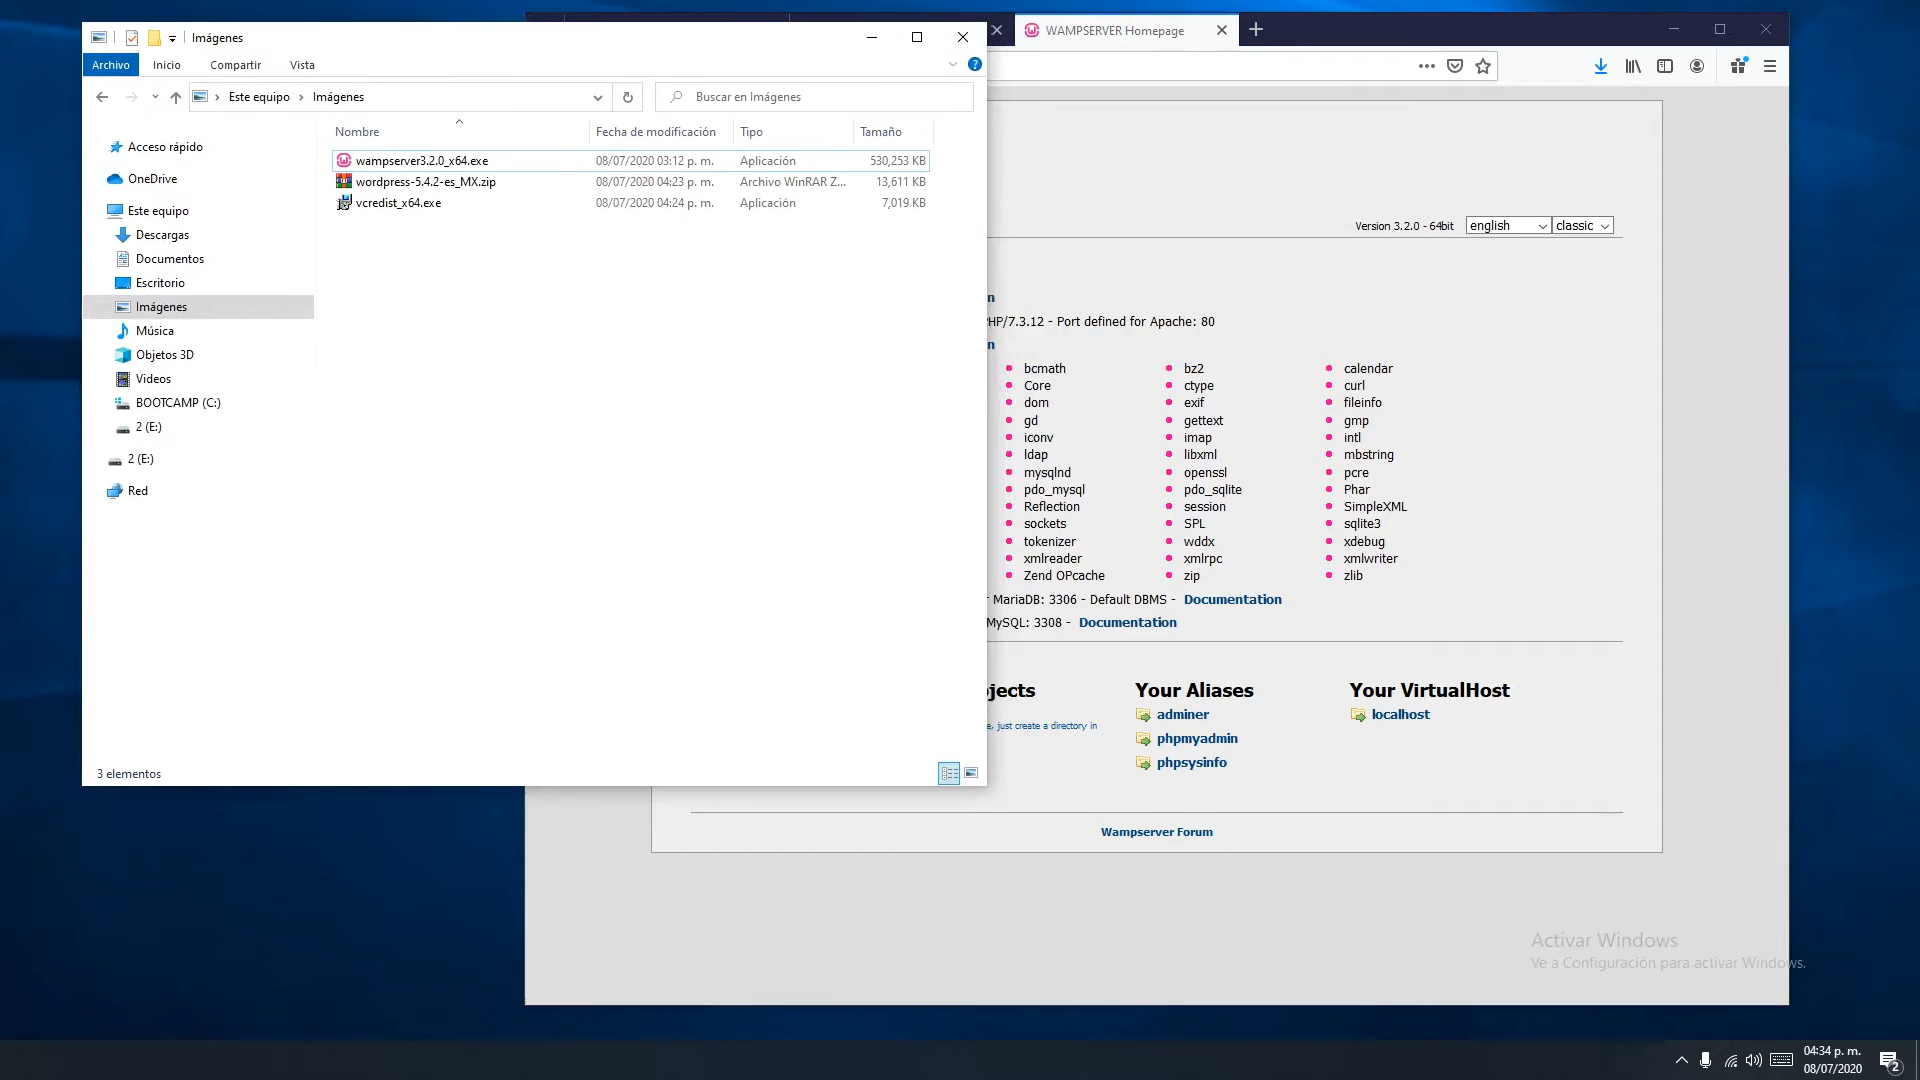 Imágenes
Archivo Inicio Compartir Vista
Este equipo Imágenes
Buscar en Imágenes
Nombre Fecha de modificación Tipo Tamaño
wampserver3.2.0_x64.exe 08/07/2020 03:12 p. m. Aplicación 530,253 KB
wordpress-5.4.2-es_MX.zip 08/07/2020 04:23 p. m. Archivo WinRAR Z... 13,611 KB
vcredist_x64.exe 08/07/2020 04:24 p. m. Aplicación 7,019 KB
Acceso rápido
OneDrive
Este equipo
Descargas
Documentos
Escritorio
Imágenes
Música
Objetos 3D
Videos
BOOTCAMP (C:)
2 (E:)
2 (E:)
Red
3 elementos
WAMPSERVER Homepage
Version 3.2.0 - 64bit english classic
n
HP/7.3.12 - Port defined for Apache: 80
n
bcmath bz2 calendar
Core ctype curl
dom exif fileinfo
gd gettext gmp
iconv imap intl
ldap libxml mbstring
mysqlnd openssl pcre
pdo_mysql pdo_sqlite Phar
Reflection session SimpleXML
sockets SPL sqlite3
tokenizer wddx xdebug
xmlreader xmlrpc xmlwriter
Zend OPcache zip zlib
r MariaDB: 3306 - Default DBMS - Documentation
MySQL: 3308 - Documentation
jects Your Aliases Your VirtualHost
e, just create a directory in
adminer localhost
phpmyadmin
phpsysinfo
Wampserver Forum
Activar Windows
Ve a Configuración para activar Windows.
04:34 p. m.
08/07/2020
2